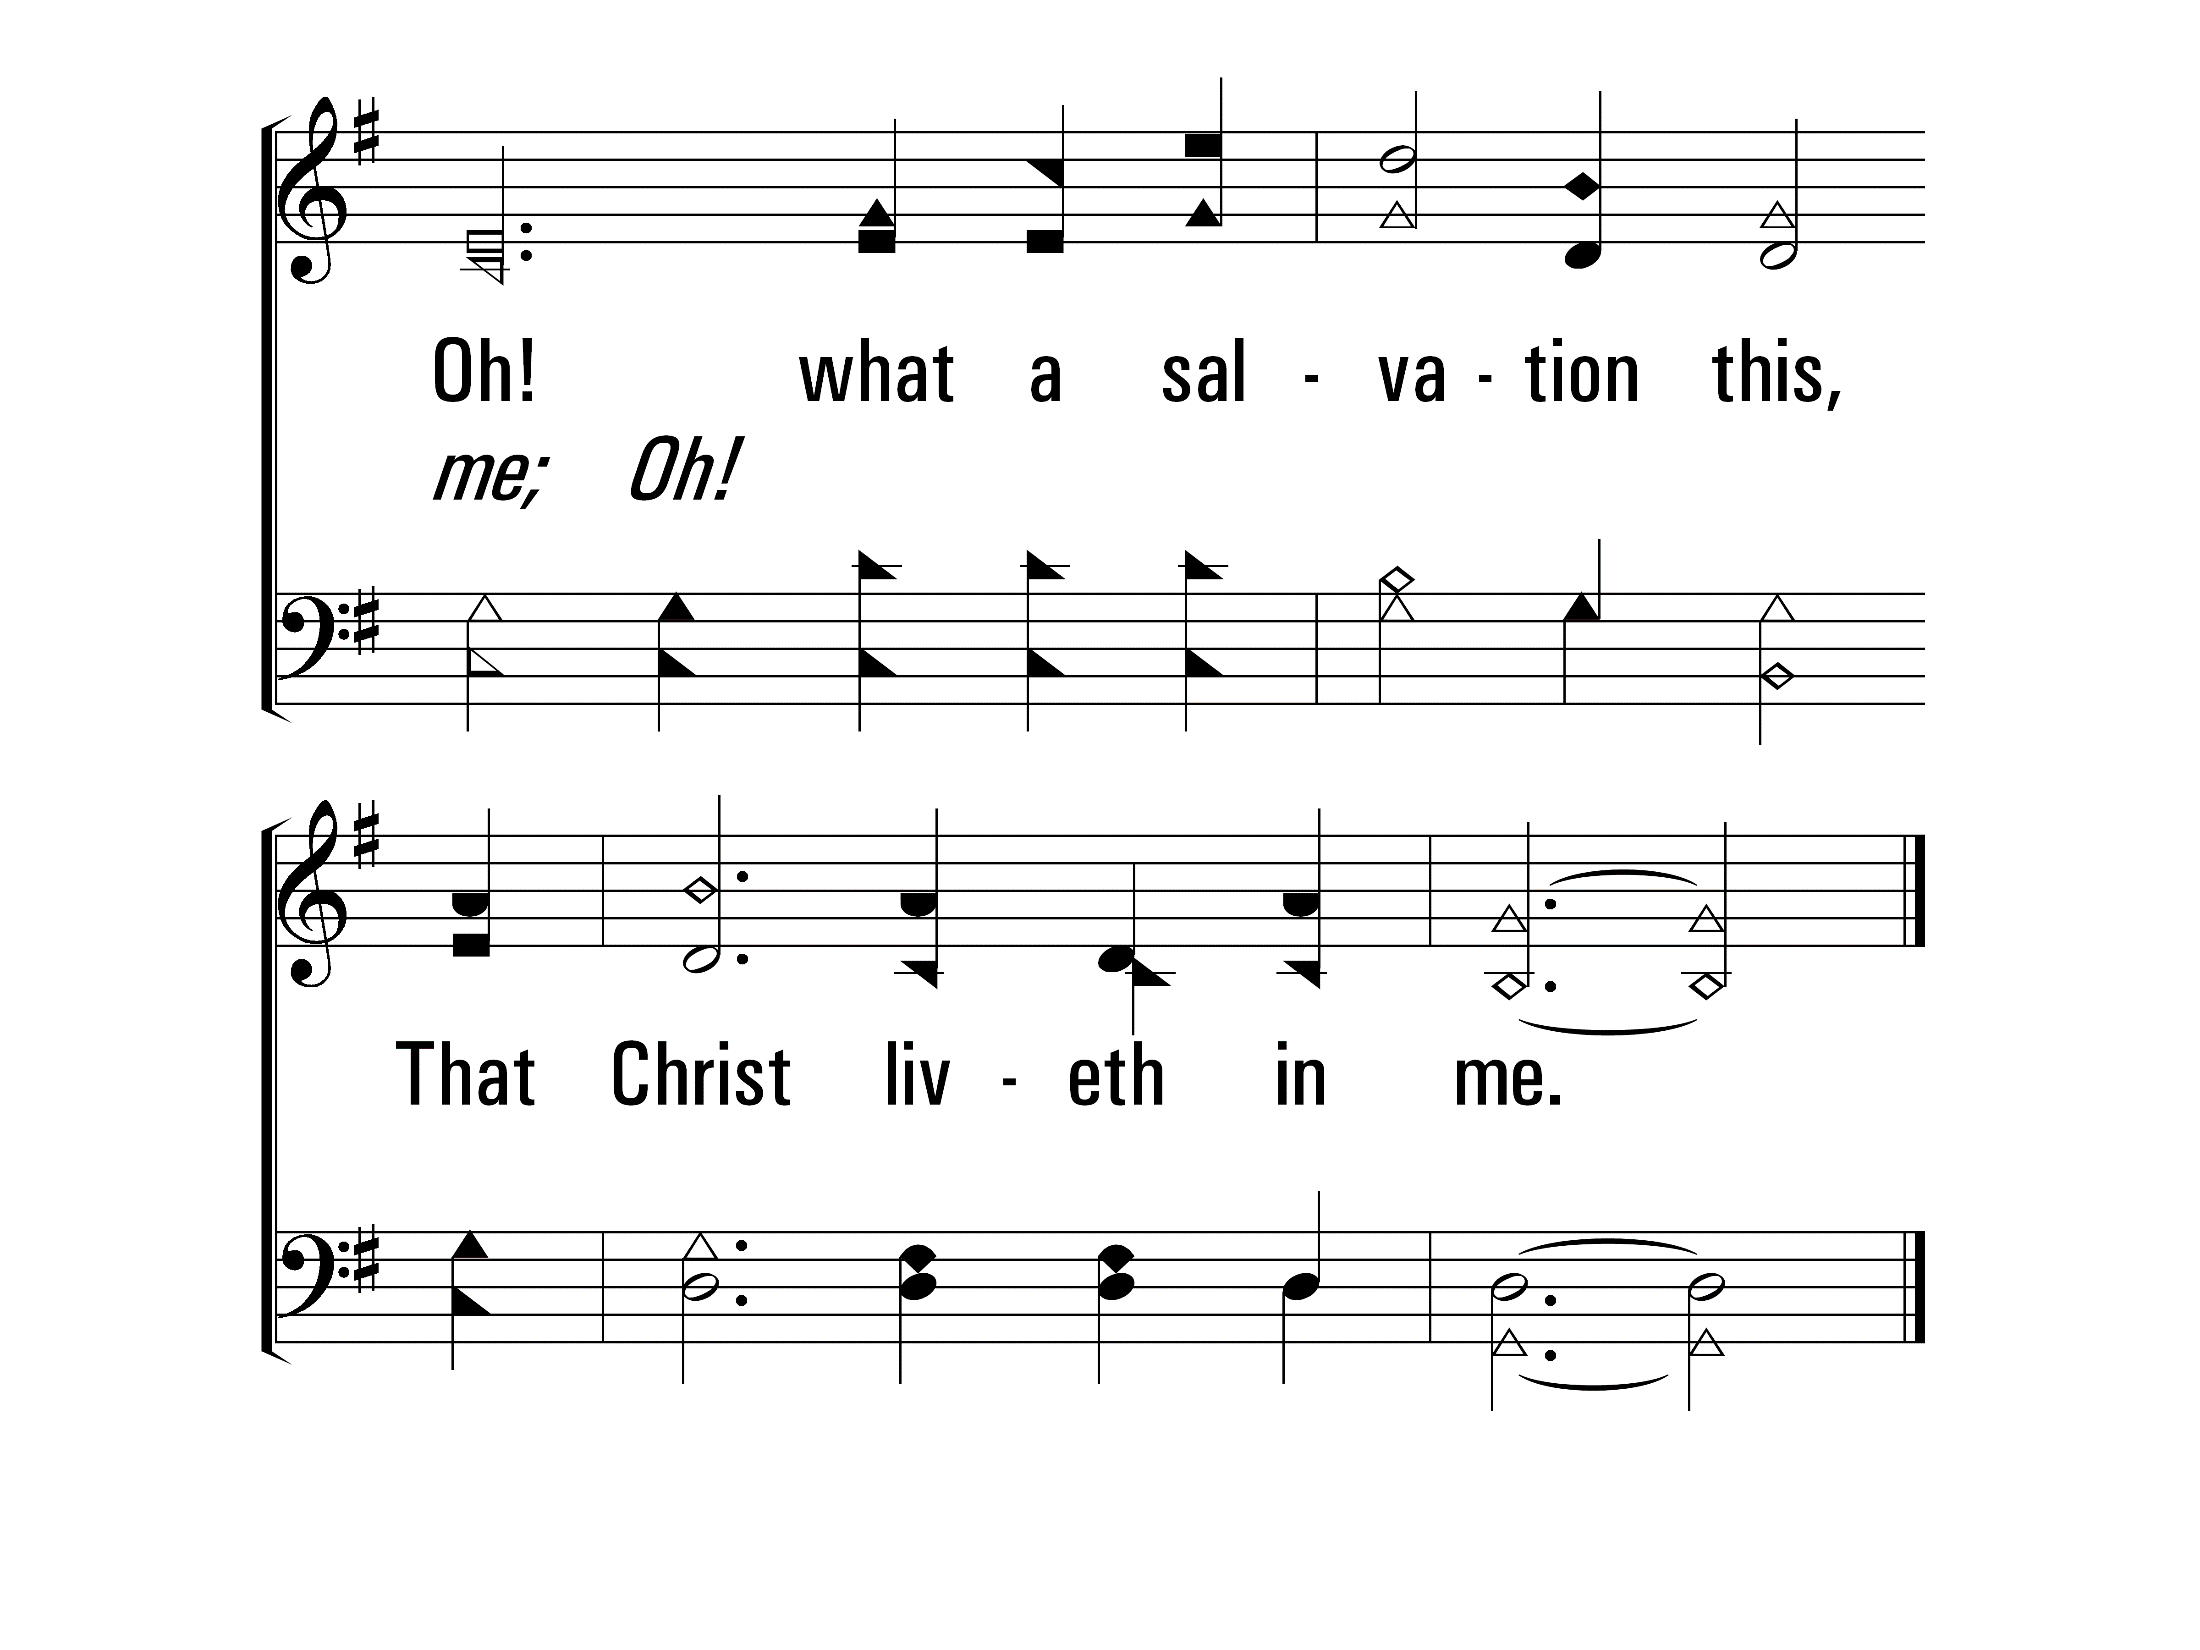 Oh! what a sal - va - tion this,
me; Oh!
That Christ liv - eth in me.